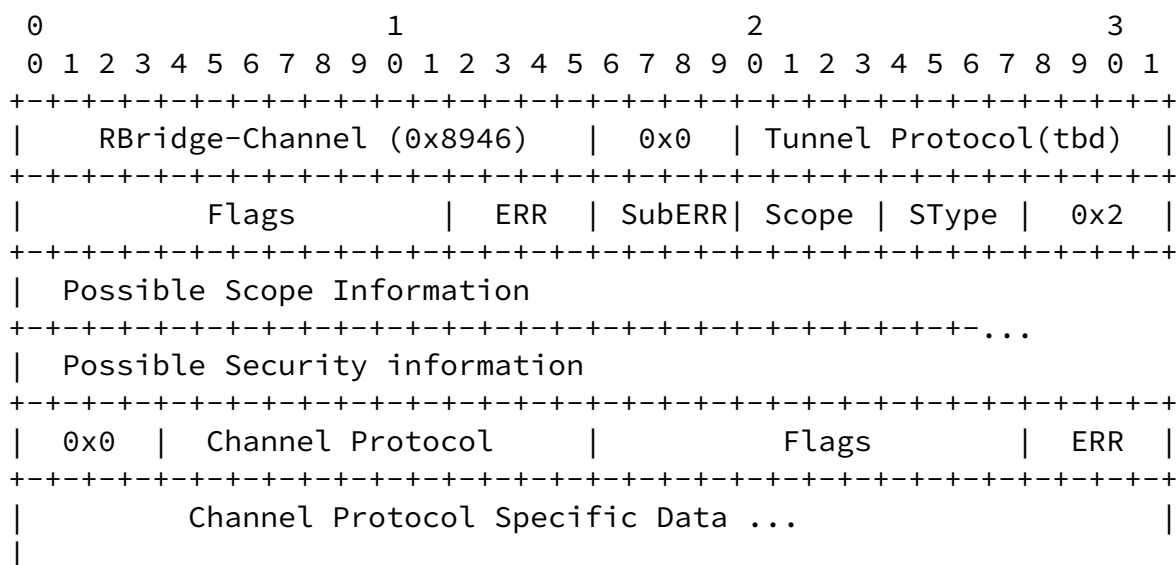 0                   1                   2                   3
 0 1 2 3 4 5 6 7 8 9 0 1 2 3 4 5 6 7 8 9 0 1 2 3 4 5 6 7 8 9 0 1
+-+-+-+-+-+-+-+-+-+-+-+-+-+-+-+-+-+-+-+-+-+-+-+-+-+-+-+-+-+-+-+-+
|    RBridge-Channel (0x8946)   |  0x0  | Tunnel Protocol(tbd)  |
+-+-+-+-+-+-+-+-+-+-+-+-+-+-+-+-+-+-+-+-+-+-+-+-+-+-+-+-+-+-+-+-+
|          Flags        |  ERR  | SubERR| Scope | SType |  0x2  |
+-+-+-+-+-+-+-+-+-+-+-+-+-+-+-+-+-+-+-+-+-+-+-+-+-+-+-+-+-+-+-+-+
|  Possible Scope Information
+-+-+-+-+-+-+-+-+-+-+-+-+-+-+-+-+-+-+-+-+-+-+-+-+-+-+-+-...
|  Possible Security information
+-+-+-+-+-+-+-+-+-+-+-+-+-+-+-+-+-+-+-+-+-+-+-+-+-+-+-+-+-+-+-+-+
|  0x0  |  Channel Protocol     |          Flags        |  ERR  |
+-+-+-+-+-+-+-+-+-+-+-+-+-+-+-+-+-+-+-+-+-+-+-+-+-+-+-+-+-+-+-+-+
|         Channel Protocol Specific Data ...                    |
|